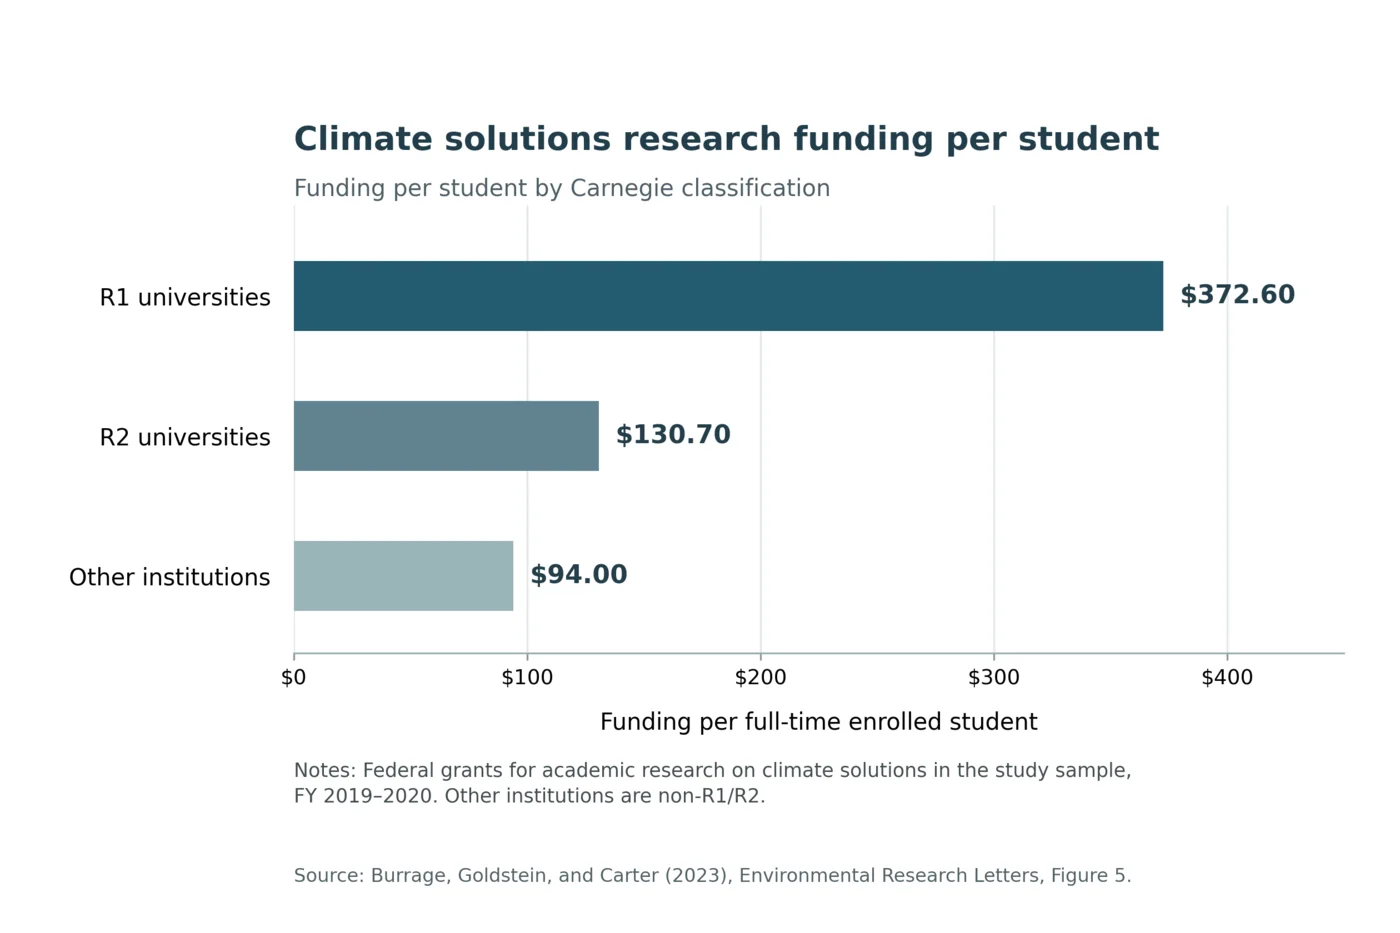 Climate solutions research funding per student
Funding per student by Carnegie classification
R1 universities
$372.60
R2 universities
$130.70
Other institutions
$94.00
$0
$100
$200
$300
$400
Funding per full-time enrolled student
Notes: Federal grants for academic research on climate solutions in the study sample,
FY 2019–2020. Other institutions are non-R1/R2.
Source: Burrage, Goldstein, and Carter (2023), Environmental Research Letters, Figure 5.